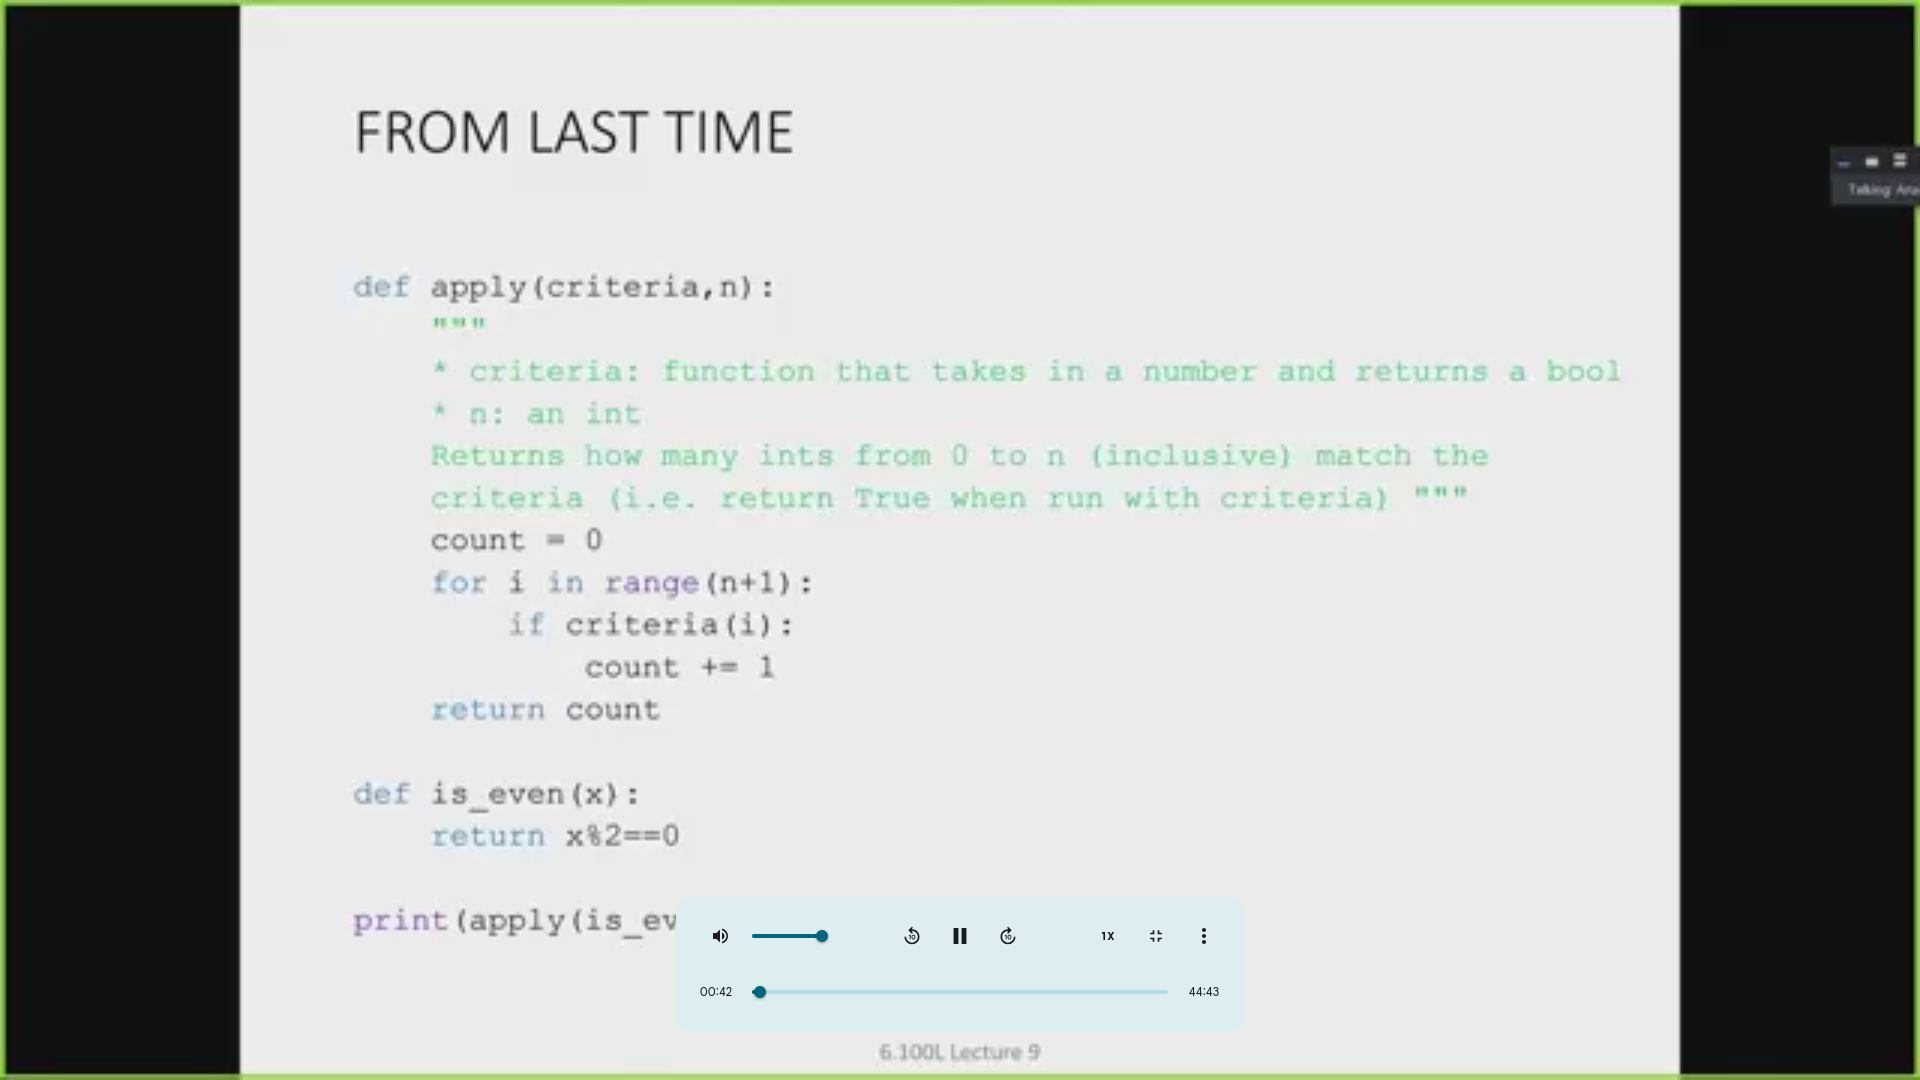 FROM LAST TIME
Talking:
def apply(criteria,n):
"""
* criteria: function that takes in a number and returns a bool
* n: an int
Returns how many ints from 0 to n (inclusive) match the
criteria (i.e. return True when run with criteria) """
count = 0
for i in range(n+1):
if criteria(i):
count += 1
return count
def is_even(x):
return x%2==0
print(apply(is_ev
10
10
1X
00:42
44:43
6.100L Lecture 9